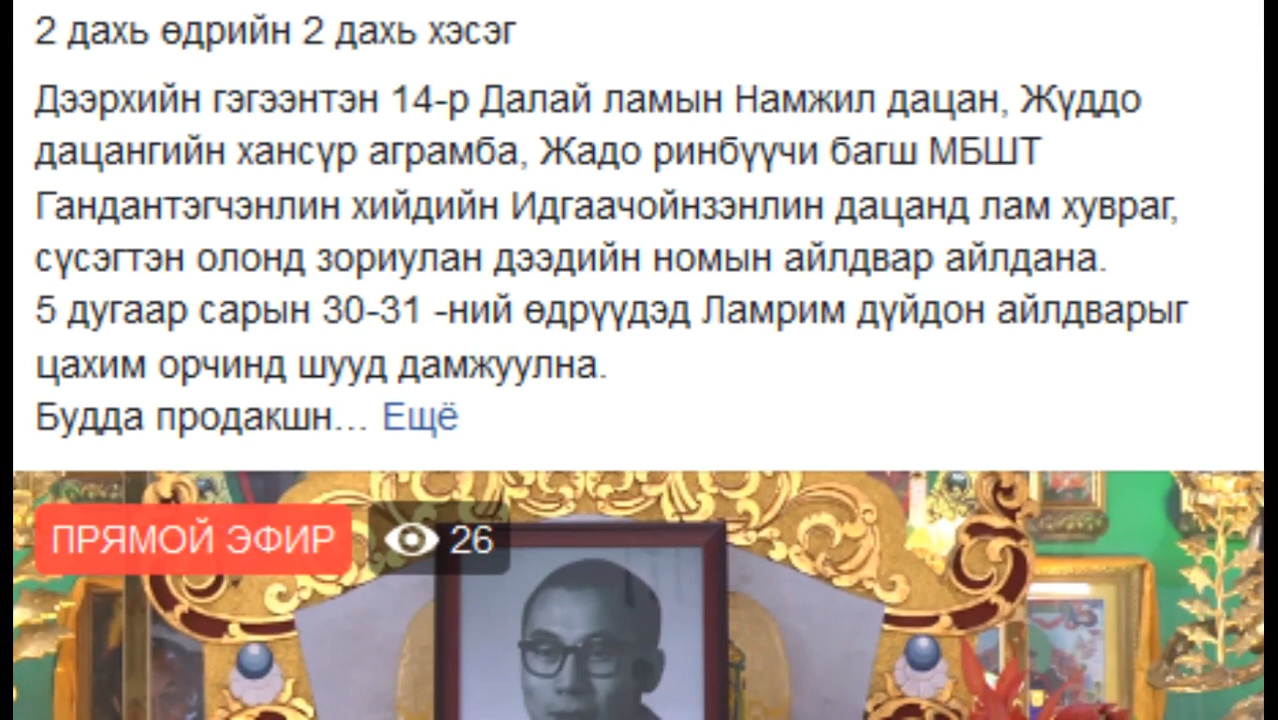 2 дахь өдрийн 2 дахь хэсэг
Дээрхийн гэгээнтэн 14-р Далай ламын Намжил дацан, Жүддо
дацангийн хансүр аграмба, Жадо ринбүүчи багш МБШТ
Гандантэгчэнлин хийдийн Идгаачойнзэнлин дацанд лам хувраг,
сүсэгтэн олонд зориулан дээдийн номын айлдвар айлдана.
5 дугаар сарын 30-31 -ний өдрүүдэд Ламрим дүйдон айлдварыг
цахим орчинд шууд дамжуулна.
Будда продакшн... Ещё
ПРЯМОЙ ЭФИР 26